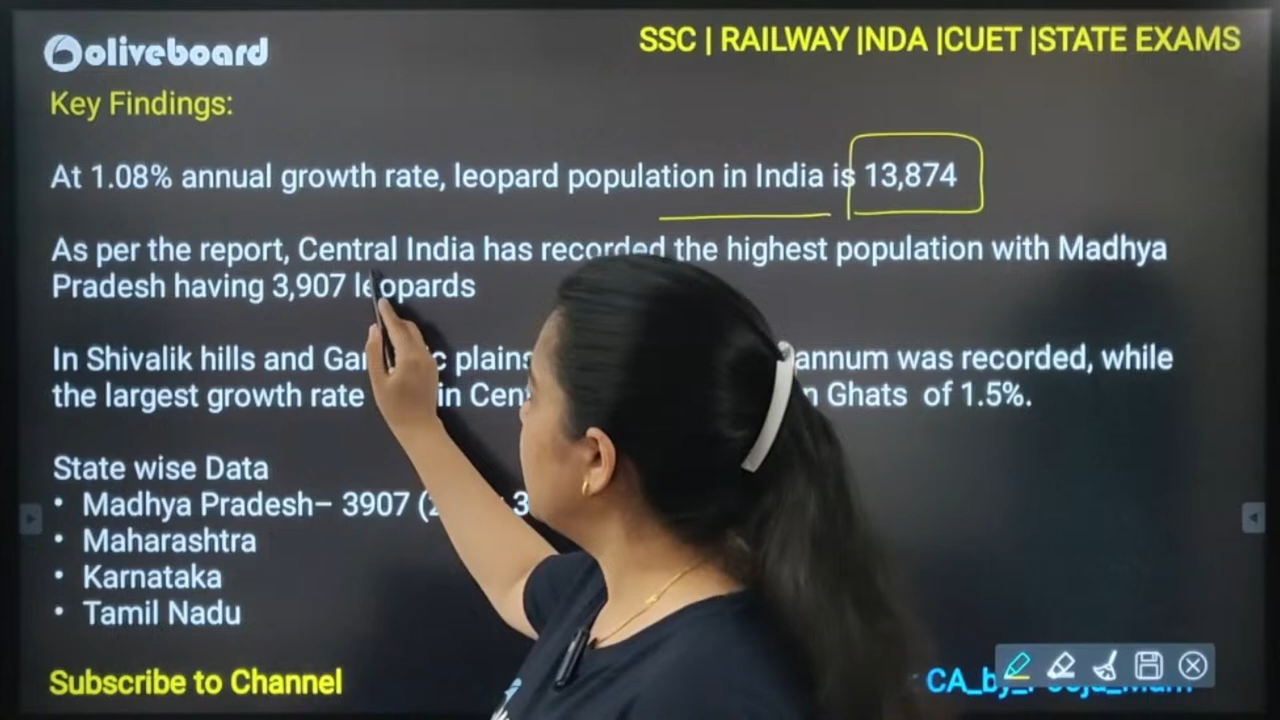 oliveboard
SSC | RAILWAY |NDA |CUET |STATE EXAMS
Key Findings:
At 1.08% annual growth rate, leopard population in India is 13,874
As per the report, Central India has recorded the highest population with Madhya
Pradesh having 3,907 leopards
In Shivalik hills and plains annum was recorded, while
the largest growth rate in Ghats of 1.5%.
State wise Data
• Madhya Pradesh– 3907
• Maharashtra
• Karnataka
• Tamil Nadu
Subscribe to Channel